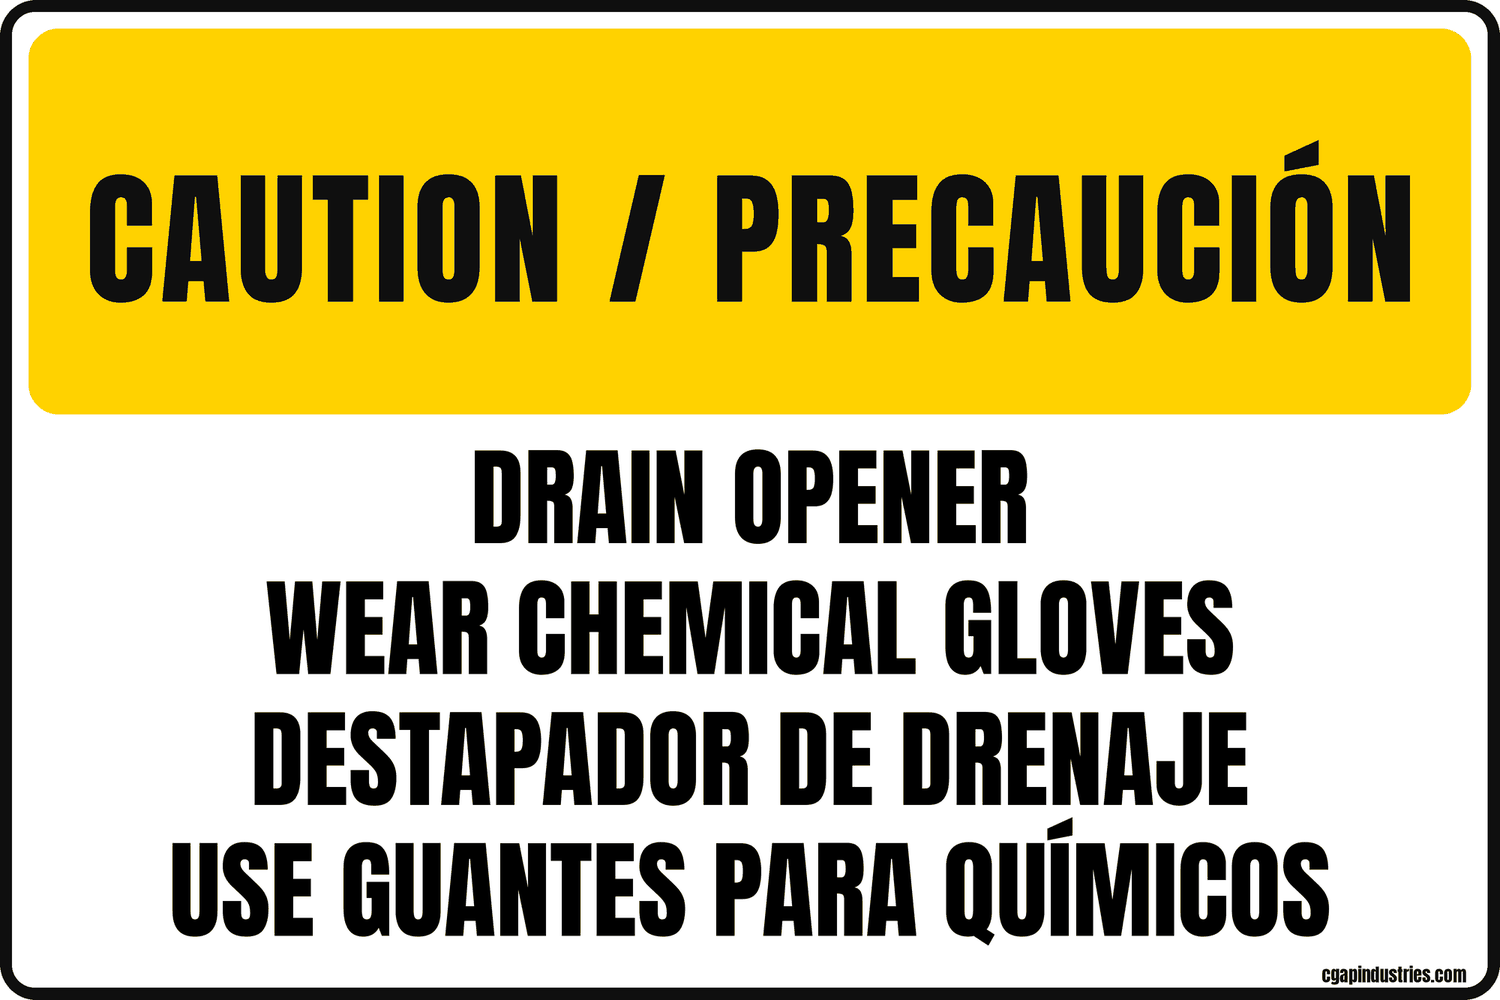 CAUTION / PRECAUCIÓN
DRAIN OPENER
WEAR CHEMICAL GLOVES
DESTAPADOR DE DRENAJE
USE GUANTES PARA QUÍMICOS
cgapindustries.com